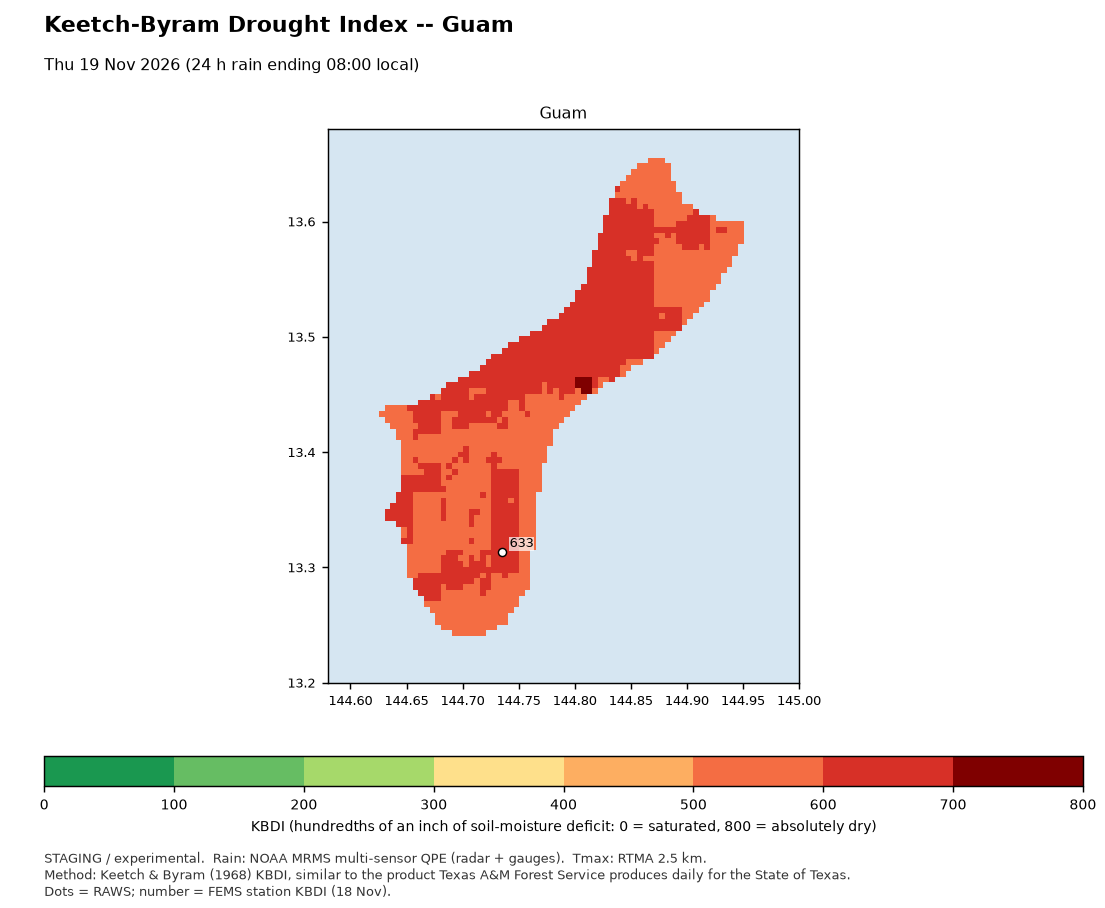 Keetch-Byram Drought Index -- Guam
Thu 19 Nov 2026 (24 h rain ending 08:00 local)
Guam
13.6
13.5
13.4
13.3
13.2
633
144.60 144.65 144.70 144.75 144.80 144.85 144.90 144.95 145.00
0 100 200 300 400 500 600 700 800
KBDI (hundredths of an inch of soil-moisture deficit: 0 = saturated, 800 = absolutely dry)
STAGING / experimental.  Rain: NOAA MRMS multi-sensor QPE (radar + gauges).  Tmax: RTMA 2.5 km.
Method: Keetch & Byram (1968) KBDI, similar to the product Texas A&M Forest Service produces daily for the State of Texas.
Dots = RAWS; number = FEMS station KBDI (18 Nov).